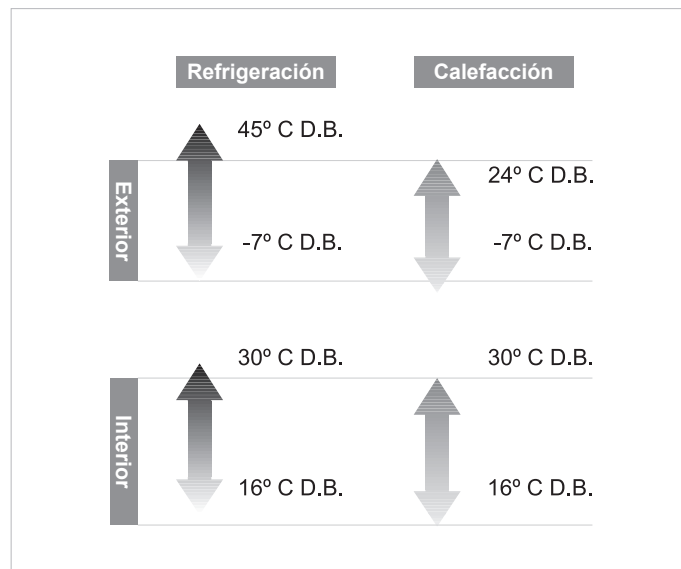 Refrigeración
Calefacción
45º C D.B.
24º C D.B.
Exterior
-7º C D.B.
-7º C D.B.
30º C D.B.
30º C D.B.
Interior
16º C D.B.
16º C D.B.